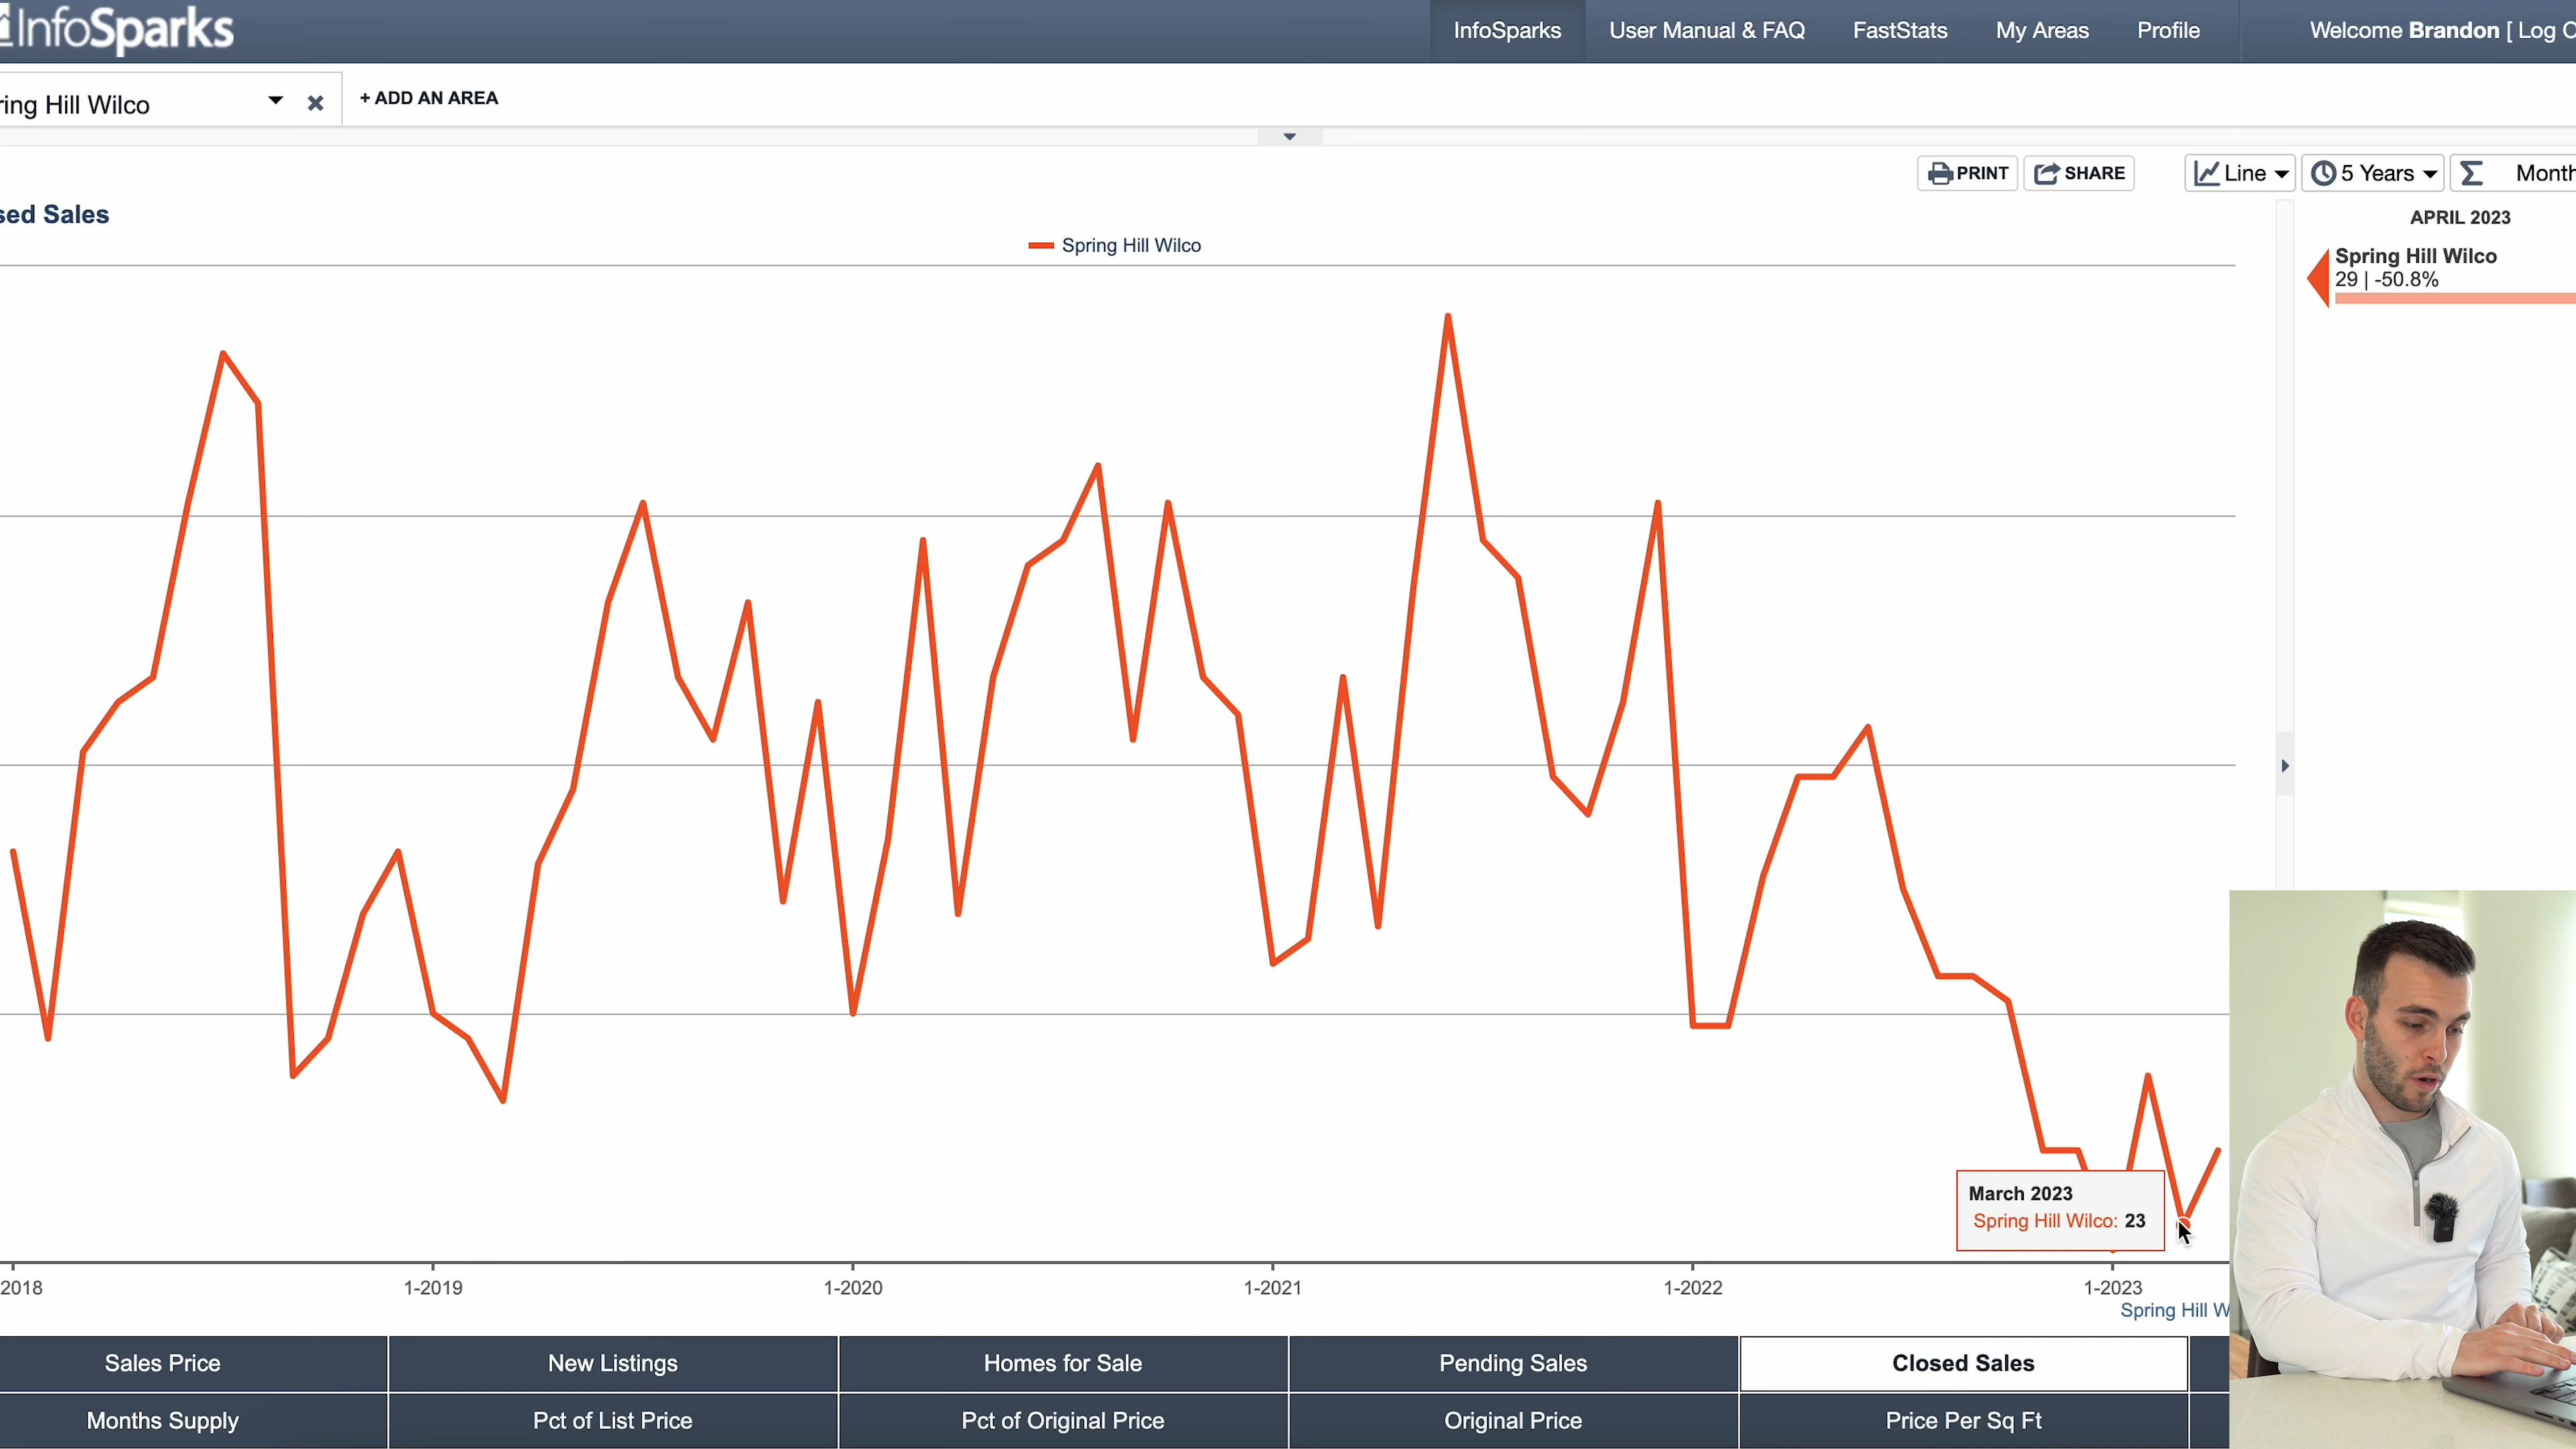 InfoSparks
InfoSparks
User Manual & FAQ
FastStats
My Areas
Profile
Welcome Brandon [ Log
Hill Wilco
+ ADD AN AREA
PRINT
SHARE
Line
5 Years
Month
Sales
Spring Hill Wilco
APRIL 2023
Spring Hill Wilco
29 | -50.8%
March 2023
Spring Hill Wilco: 23
2018
1-2019
1-2020
1-2021
1-2022
1-2023
Spring Hill W
Sales Price
New Listings
Homes for Sale
Pending Sales
Closed Sales
Months Supply
Pct of List Price
Pct of Original Price
Original Price
Price Per Sq Ft